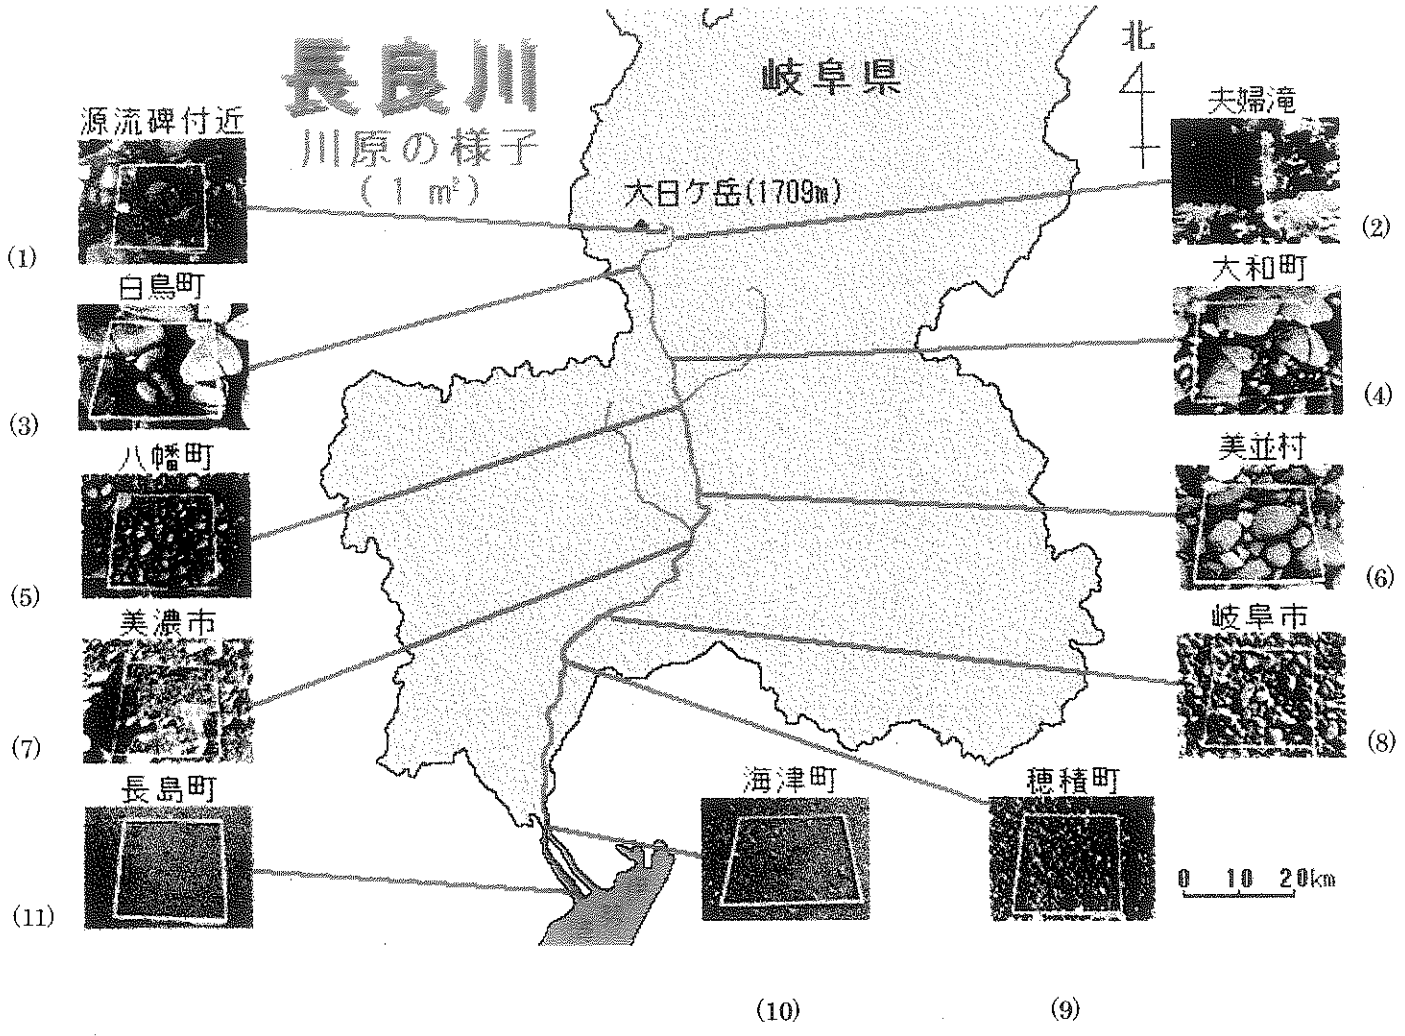 長良川
川原の様子
(1 ㎡)
岐阜県
北
大日ケ岳(1709m)
源流碑付近
(1)
夫婦滝
(2)
白鳥町
(3)
大和町
(4)
八幡町
(5)
美並村
(6)
美濃市
(7)
岐阜市
(8)
長島町
(11)
海津町
(10)
穂積町
(9)
0 10 20km